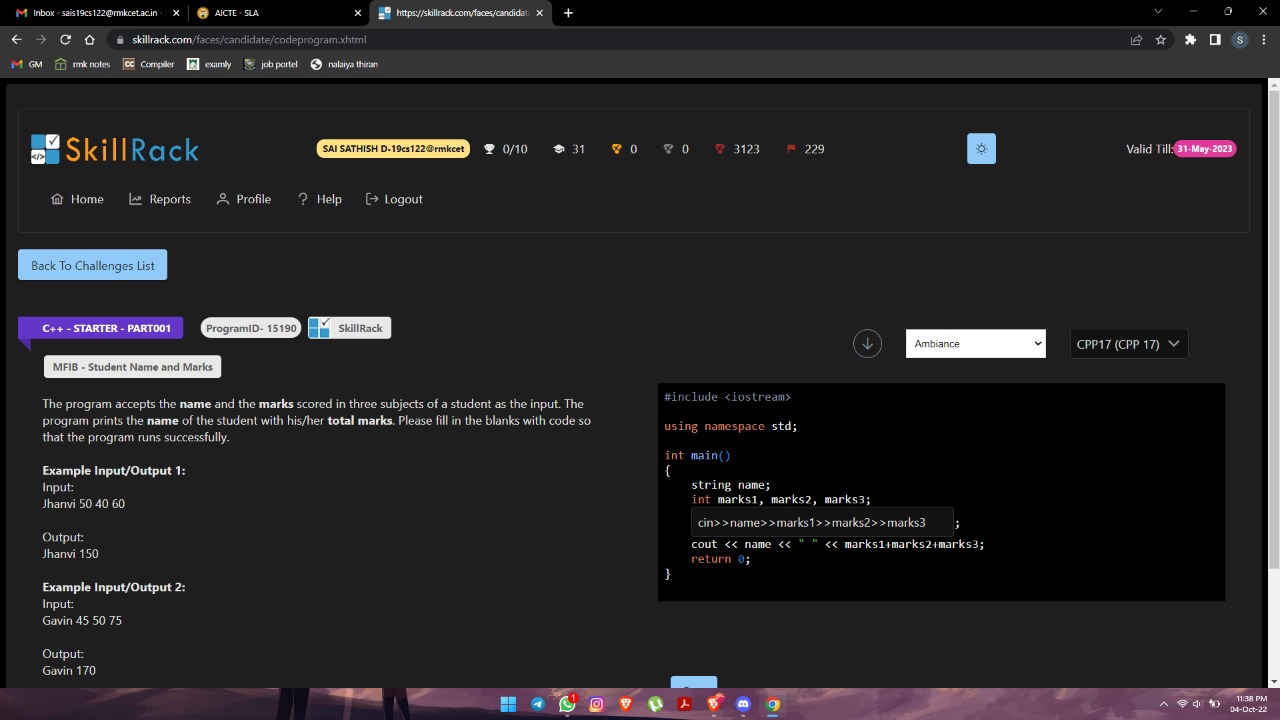 Inbox - sais19cs122@rmkcet.ac.in -
AICTE - SLA
https://skillrack.com/faces/candidat
skillrack.com/faces/candidate/codeprogram.xhtml
S
GM
rmk notes
CC Compiler
examly
job portel
nalaiya thiran
SkillRack
SAI SATHISH D-19cs122@rmkcet
0/10
31
0
0
3123
229
Valid Till: 31-May-2023
Home
Reports
Profile
Help
Logout
Back To Challenges List
C++ - STARTER - PART001
ProgramID- 15190
SkillRack
MFIB - Student Name and Marks
The program accepts the name and the marks scored in three subjects of a student as the input. The
program prints the name of the student with his/her total marks. Please fill in the blanks with code so
that the program runs successfully.
Example Input/Output 1:
Input:
Jhanvi 50 40 60
Output:
Jhanvi 150
Example Input/Output 2:
Input:
Gavin 45 50 75
Output:
Gavin 170
Ambiance
CPP17 (CPP 17)
#include <iostream>
using namespace std;
int main()
{
string name;
int marks1, marks2, marks3;
cin>>name>>marks1>>marks2>>marks3 ;
cout << name << " " << marks1+marks2+marks3;
return 0;
}
1
11:38 PM
04-Oct-22